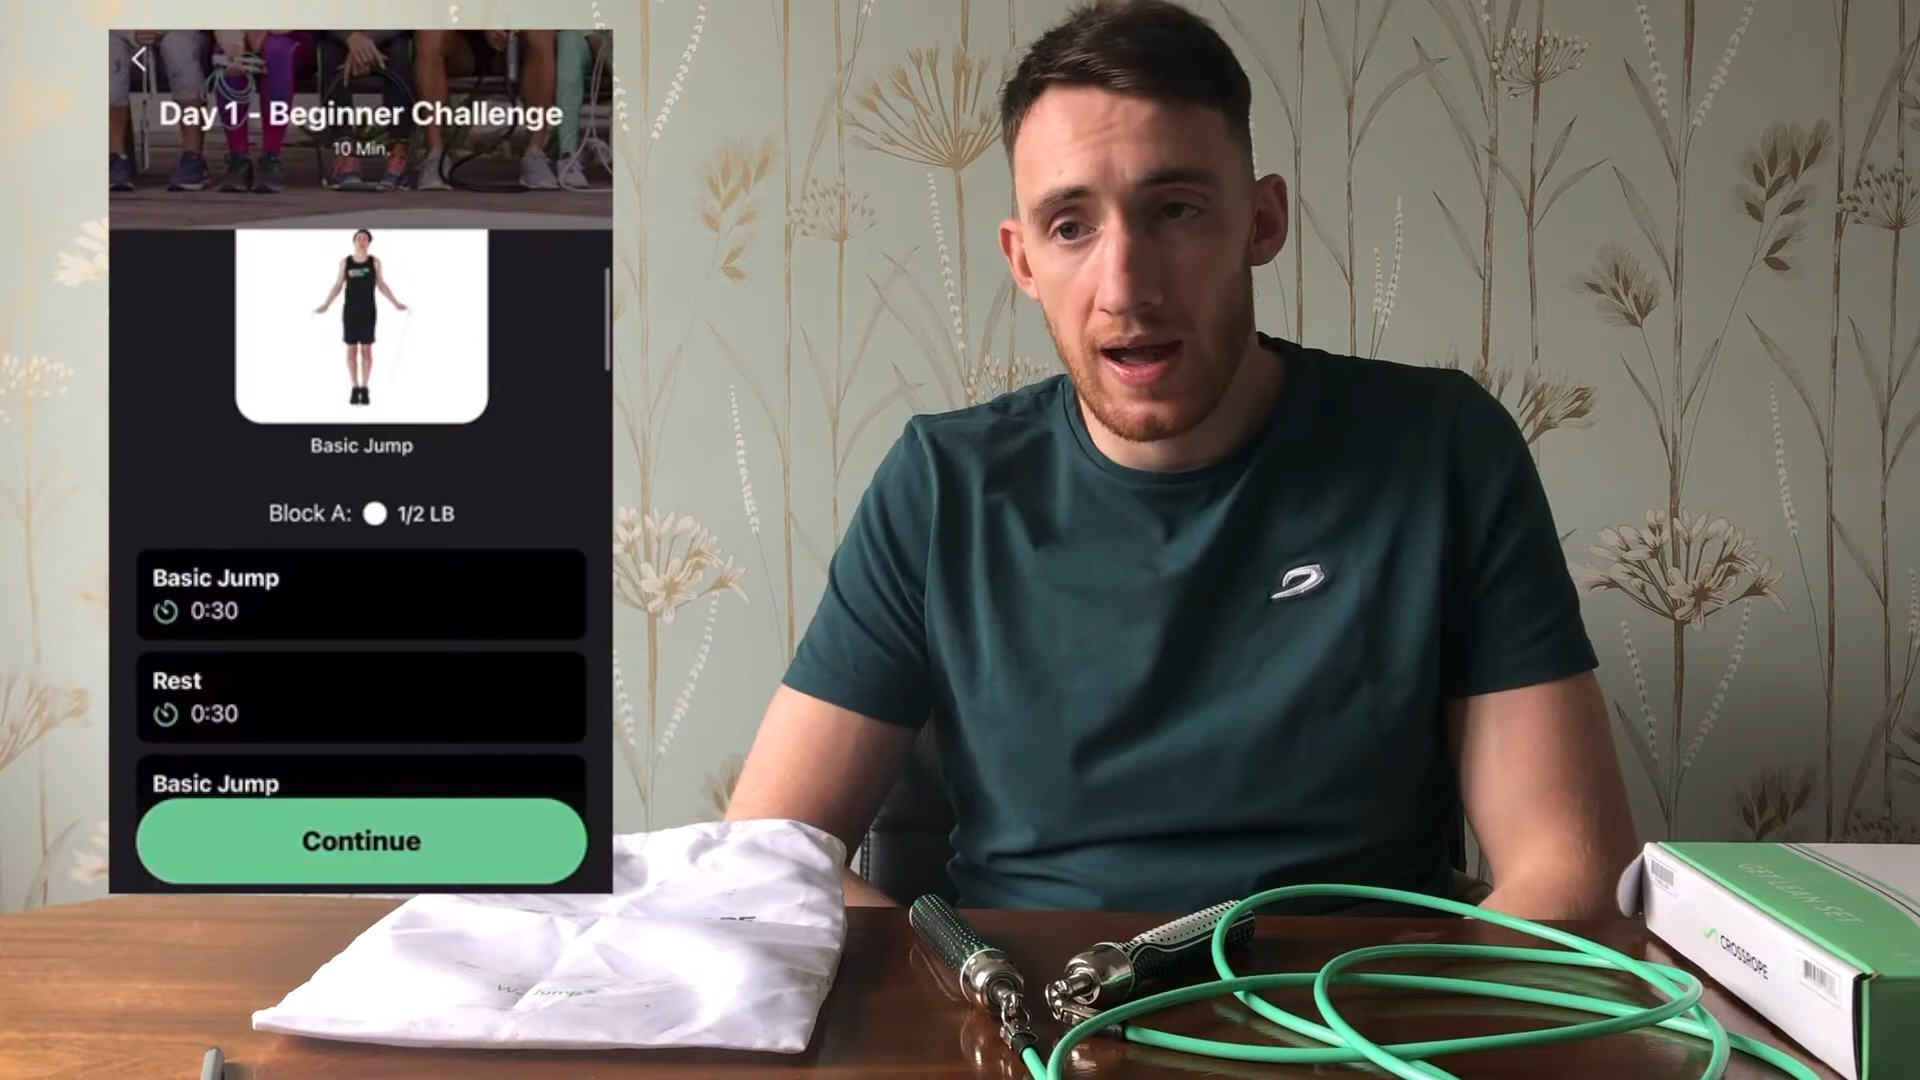 Day 1 - Beginner Challenge
10 Min.
Basic Jump
Block A: 1/2 LB
Basic Jump
0:30
Rest
0:30
Basic Jump
Continue
GET LEAN SET
CROSSROPE